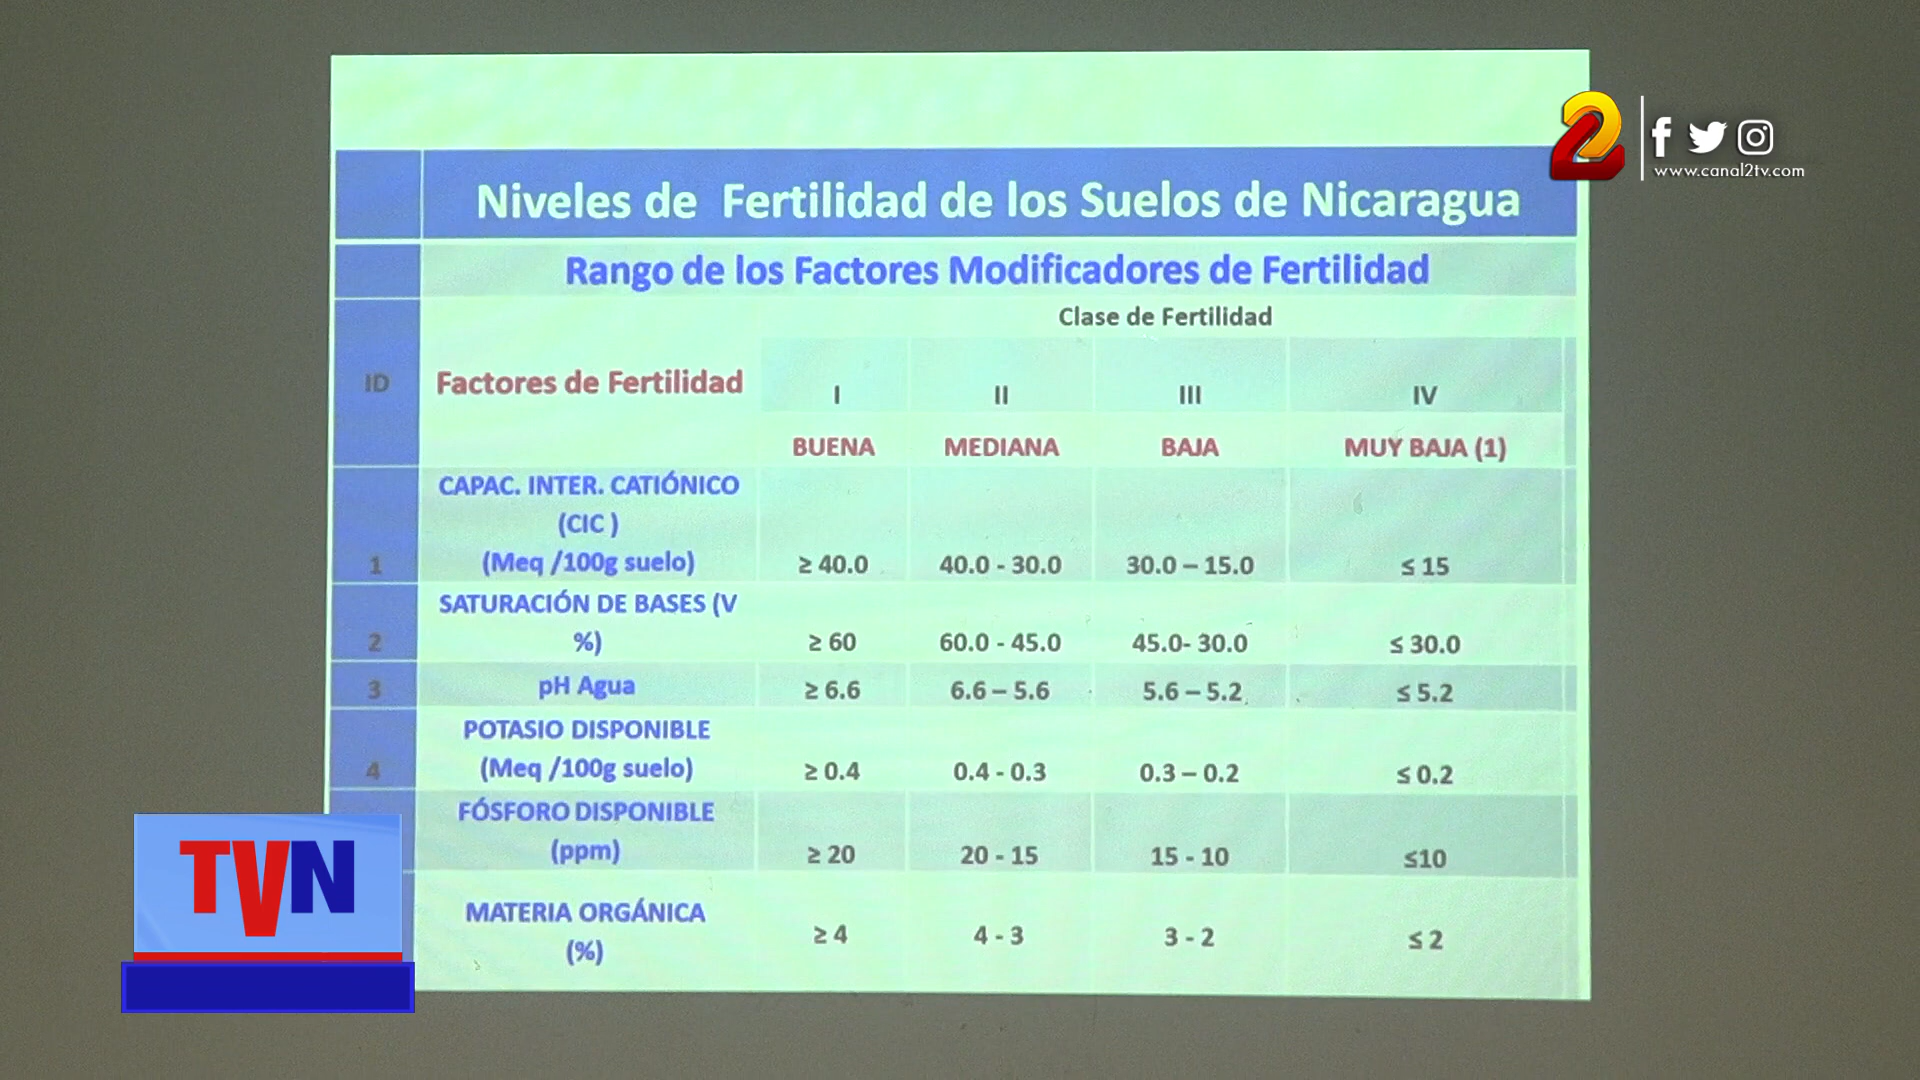 2
www.canal2tv.com
Niveles de Fertilidad de los Suelos de Nicaragua
Rango de los Factores Modificadores de Fertilidad
Clase de Fertilidad
ID Factores de Fertilidad I II III IV
BUENA MEDIANA BAJA MUY BAJA (1)
CAPAC. INTER. CATIÓNICO
(CIC )
1 (Meq /100g suelo) ≥ 40.0 40.0 - 30.0 30.0 – 15.0 ≤ 15
SATURACIÓN DE BASES (V
2 %) ≥ 60 60.0 - 45.0 45.0- 30.0 ≤ 30.0
3 pH Agua ≥ 6.6 6.6 – 5.6 5.6 – 5.2 ≤ 5.2
POTASIO DISPONIBLE
4 (Meq /100g suelo) ≥ 0.4 0.4 - 0.3 0.3 – 0.2 ≤ 0.2
FÓSFORO DISPONIBLE
(ppm) ≥ 20 20 - 15 15 - 10 ≤10
MATERIA ORGÁNICA
(%) ≥ 4 4 - 3 3 - 2 ≤ 2
TVN